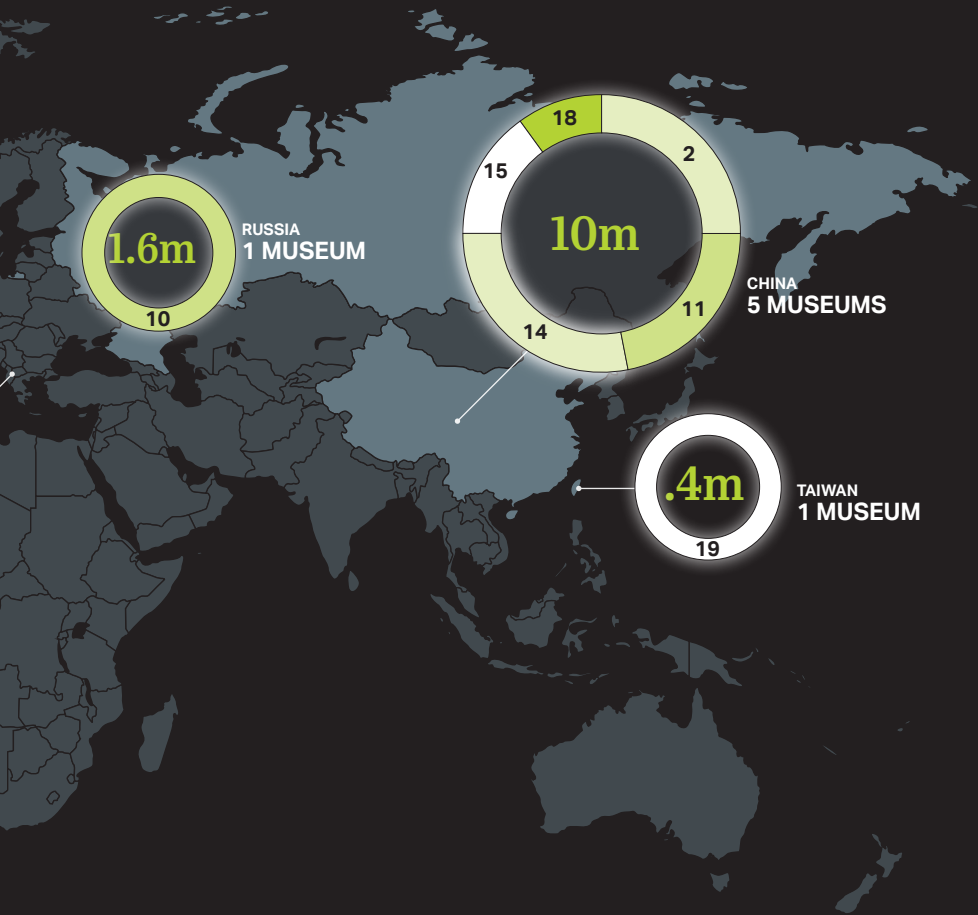 18
2
15
10m
RUSSIA
1 MUSEUM
1.6m
CHINA
5 MUSEUMS
11
10
14
.4m
TAIWAN
1 MUSEUM
19